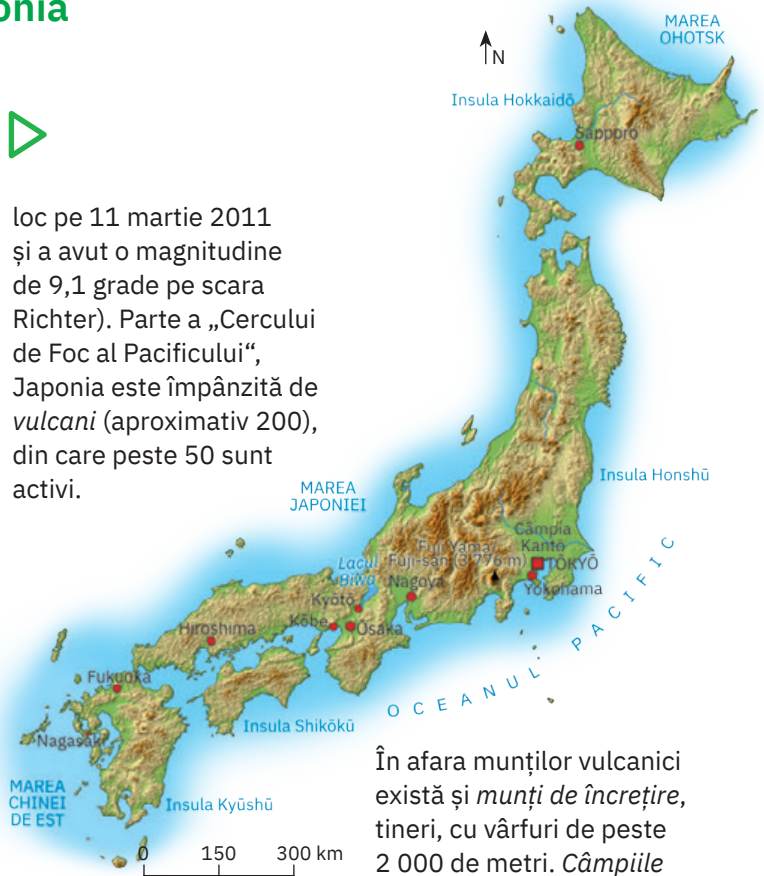 onia
MAREA
OHOTSK
N
Insula Hokkaidō
Sapporo
loc pe 11 martie 2011
și a avut o magnitudine
de 9,1 grade pe scara
Richter). Parte a „Cercului
de Foc al Pacificului“,
Japonia este împânzită de
vulcani (aproximativ 200),
din care peste 50 sunt
activi.
MAREA
JAPONIEI
Insula Honshū
Câmpia
Kantō
Fuji Yama/
Fuji-san (3 776 m)
TŌKYŌ
Yokohama
Lacul
Biwa
Nagoya
Kyōtō
Kōbe
Ōsaka
Hiroshima
Fukuoka
Nagasaki
OCEANUL PACIFIC
Insula Shikōkū
MAREA
CHINEI
DE EST
Insula Kyūshū
0 150 300 km
În afara munților vulcanici
există și munți de încrețire,
tineri, cu vârfuri de peste
2 000 de metri. Câmpiile